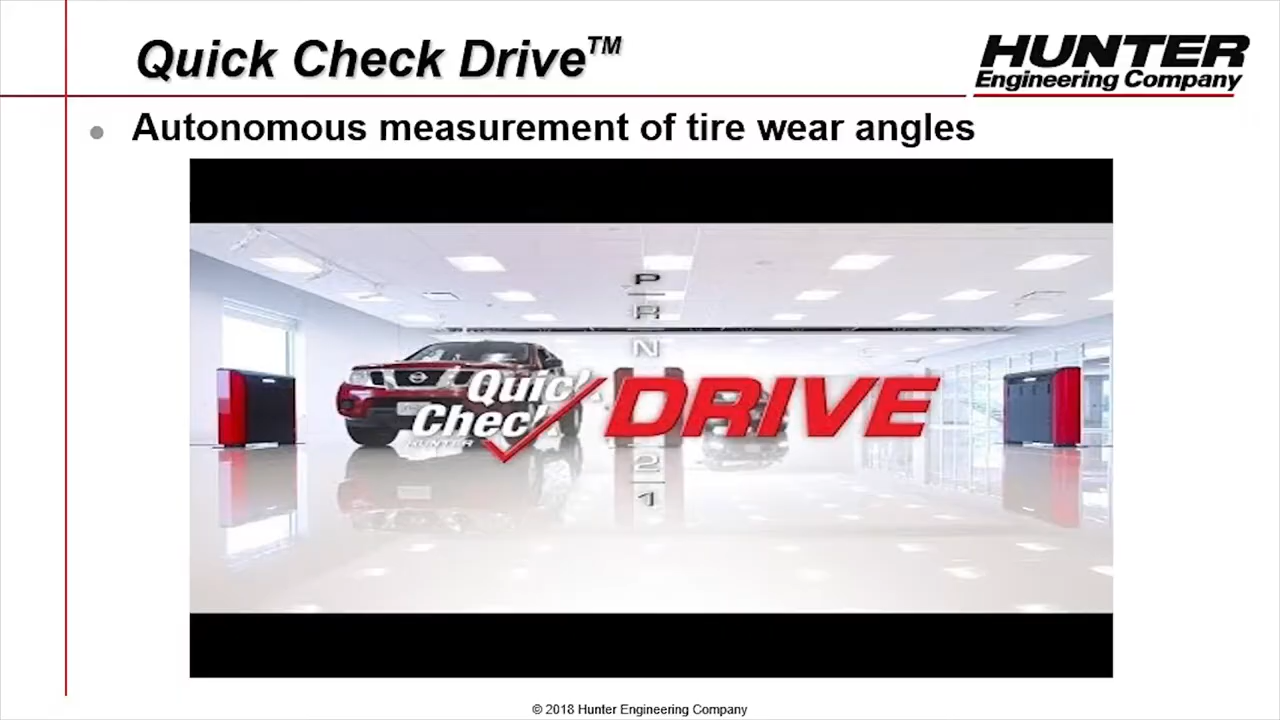 Quick Check Drive™
HUNTER
Engineering Company
Autonomous measurement of tire wear angles
P
R
N
Quick
Check
DRIVE
HUNTER
2
1
© 2018 Hunter Engineering Company